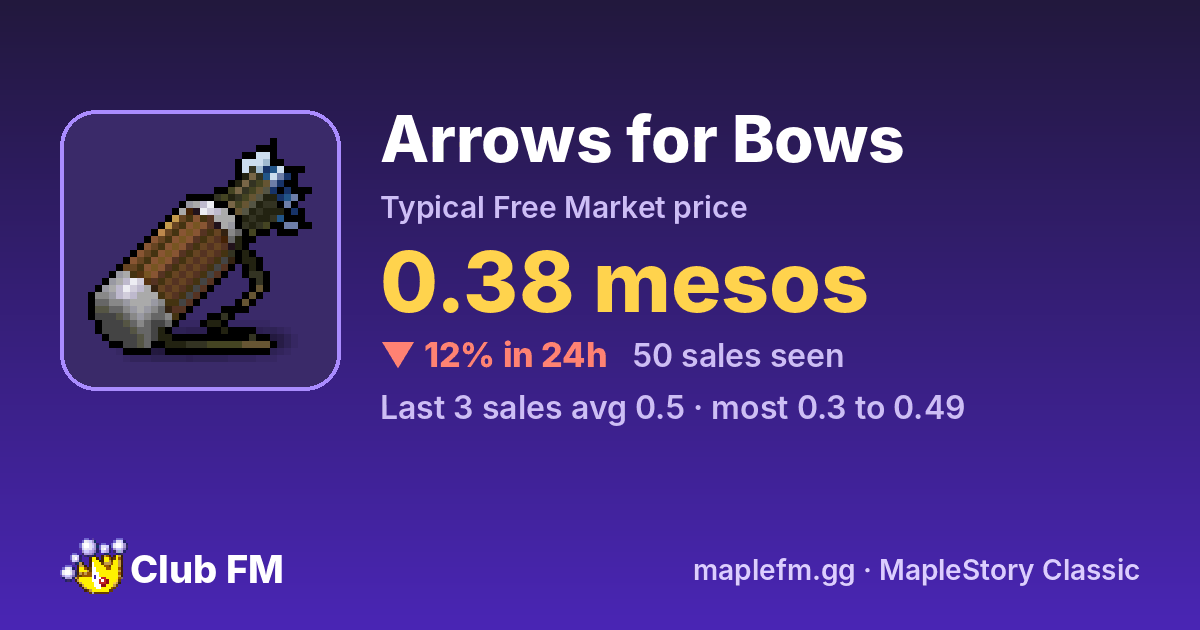 Arrows for Bows
Typical Free Market price
0.38 mesos
▼ 12% in 24h 50 sales seen
Last 3 sales avg 0.5 · most 0.3 to 0.49
Club FM
maplefm.gg · MapleStory Classic